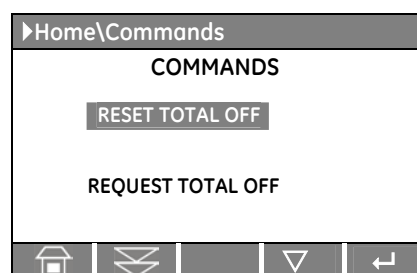 Home\Commands
COMMANDS
RESET TOTAL OFF
REQUEST TOTAL OFF